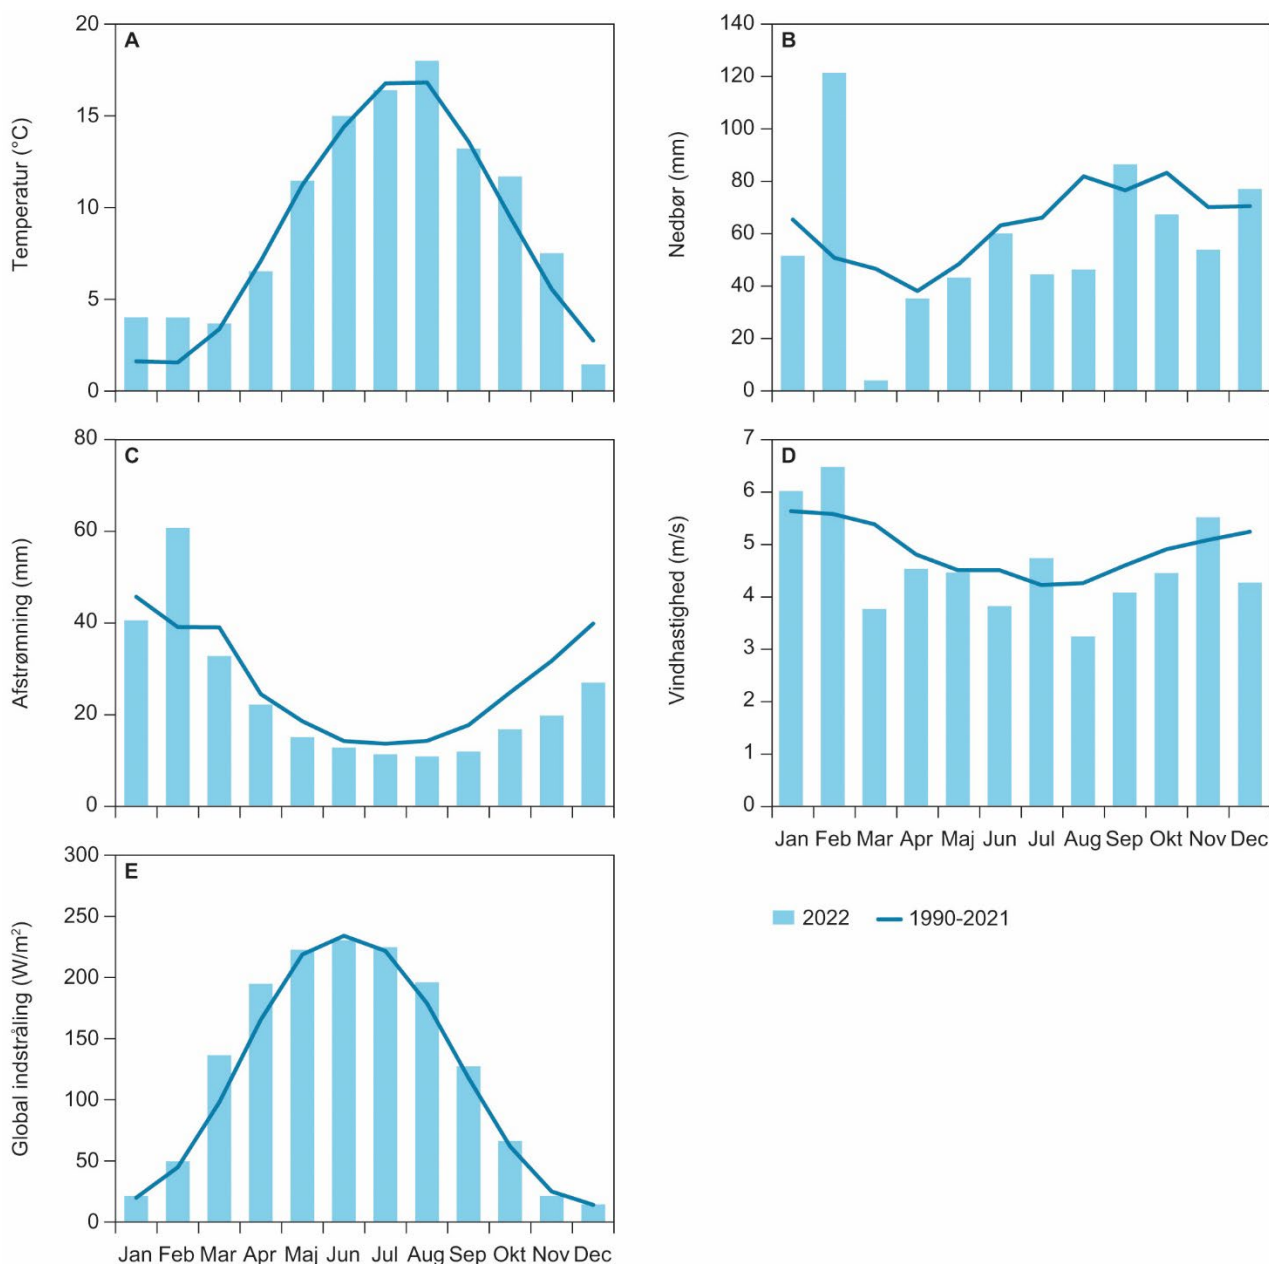 A
20
15
10
5
0
Temperatur (°C)
B
140
120
100
80
60
40
20
0
Nedbør (mm)
C
80
60
40
20
0
Afstrømning (mm)
D
7
6
5
4
3
2
1
0
Vindhastighed (m/s)
Jan Feb Mar Apr Maj Jun Jul Aug Sep Okt Nov Dec
E
300
250
200
150
100
50
0
Global indstråling (W/m²)
Jan Feb Mar Apr Maj Jun Jul Aug Sep Okt Nov Dec
2022 1990-2021